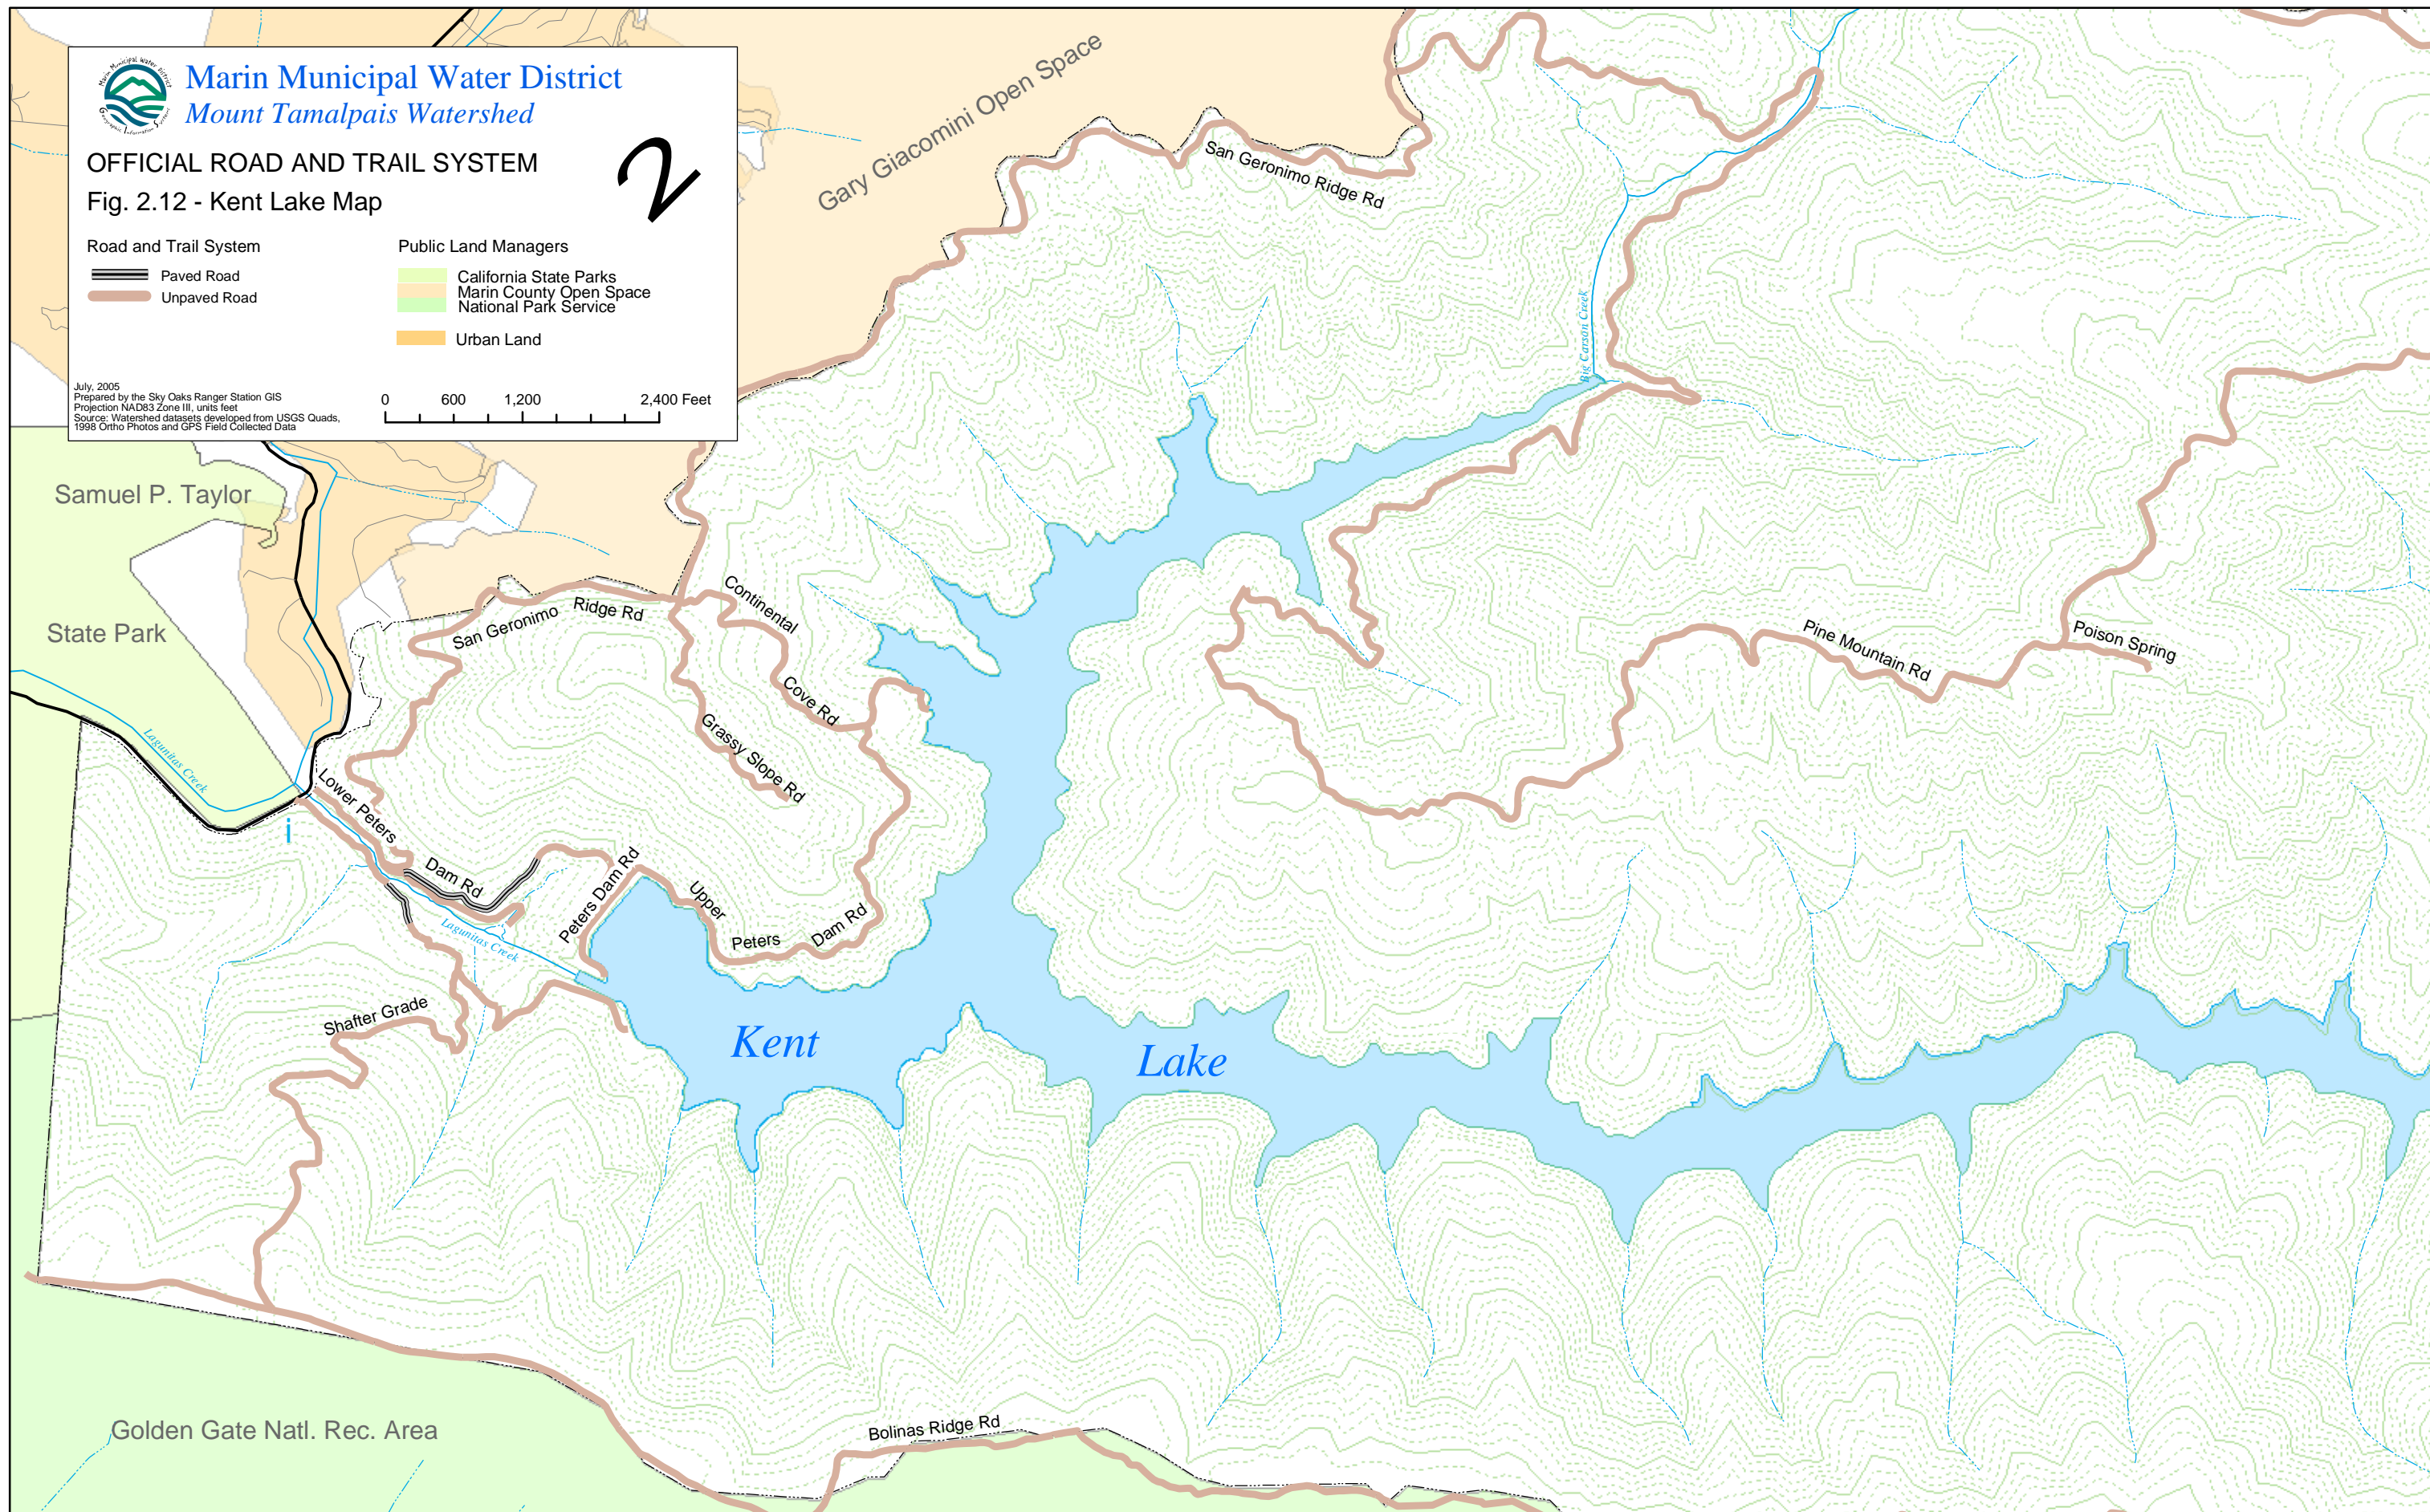 Marin Municipal Water District
Geographic Information System
Marin Municipal Water District
Mount Tamalpais Watershed
2
OFFICIAL ROAD AND TRAIL SYSTEM
Fig. 2.12 - Kent Lake Map
Road and Trail System
Paved Road
Unpaved Road
Public Land Managers
California State Parks
Marin County Open Space
National Park Service
Urban Land
July, 2005
Prepared by the Sky Oaks Ranger Station GIS
Projection NAD83 Zone III, units feet
Source: Watershed datasets developed from USGS Quads,
1998 Ortho Photos and GPS Field Collected Data
0 600 1,200 2,400 Feet
Gary Giacomini Open Space
San Geronimo Ridge Rd
Big Carson Creek
Samuel P. Taylor
State Park
San Geronimo Ridge Rd
Continental
Cove Rd
Grassy Slope Rd
Pine Mountain Rd
Poison Spring
Lagunitas Creek
Lower Peters
Dam Rd
i
Peters Dam Rd
Upper
Peters
Dam Rd
Lagunitas Creek
Shafter Grade
Kent
Lake
Bolinas Ridge Rd
Golden Gate Natl. Rec. Area